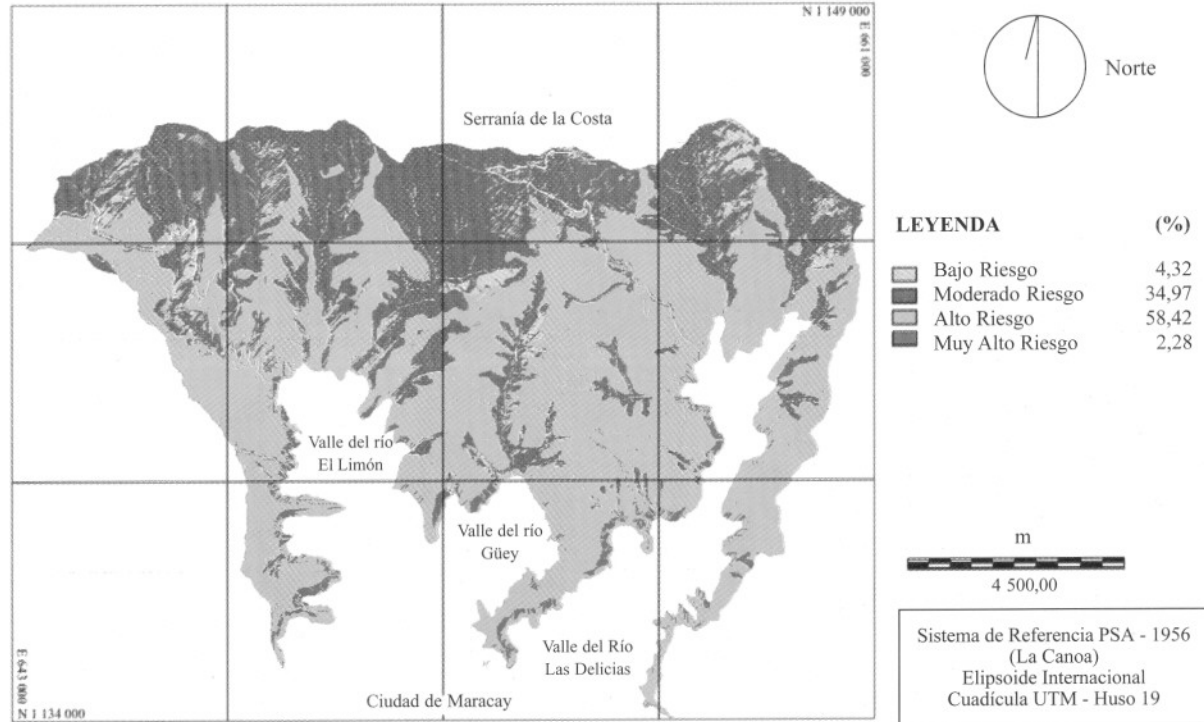 N 1 149 000
E 661 000
Norte
Serranía de la Costa
LEYENDA (%)
Bajo Riesgo 4,32
Moderado Riesgo 34,97
Alto Riesgo 58,42
Muy Alto Riesgo 2,28
Valle del río
El Limón
Valle del río
Güey
m
4 500,00
Valle del Río
Las Delicias
Ciudad de Maracay
E 643 000
N 1 134 000
Sistema de Referencia PSA - 1956
(La Canoa)
Elipsoide Internacional
Cuadícula UTM - Huso 19